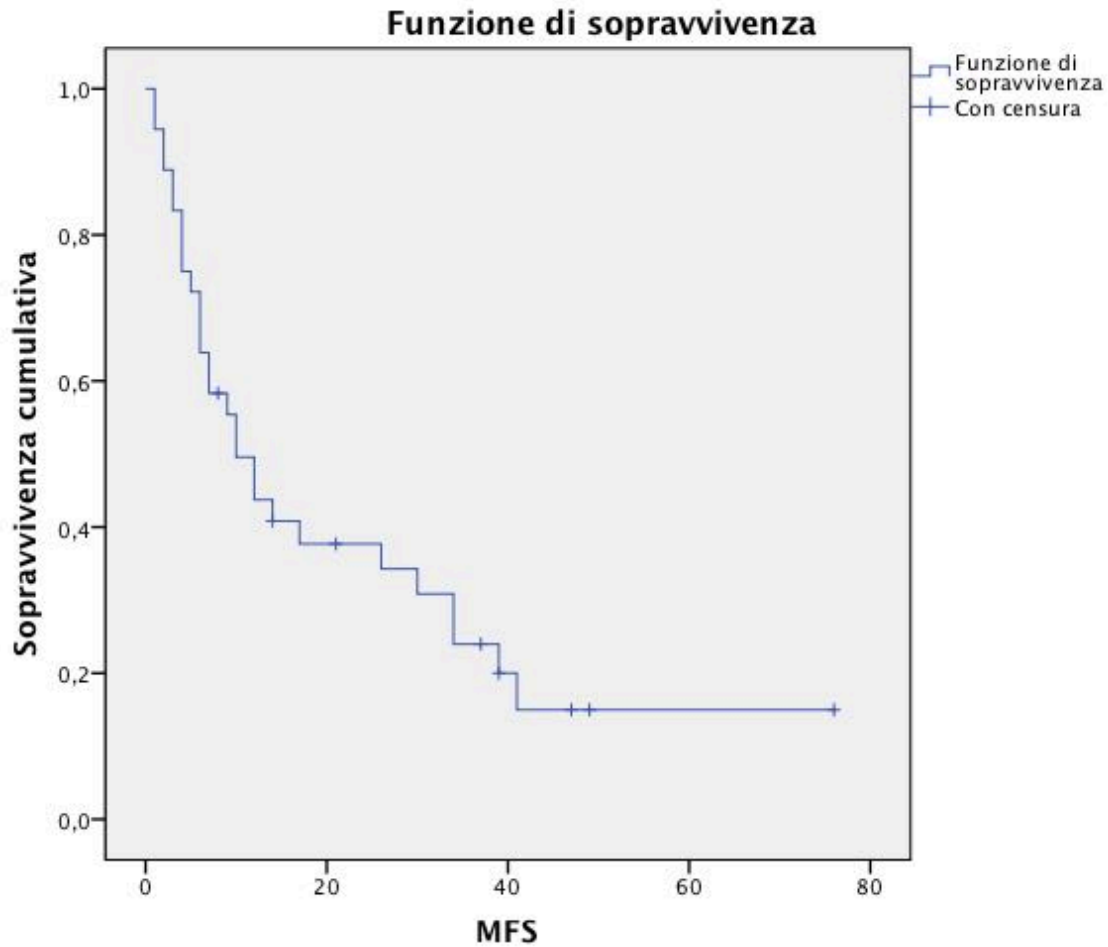 Funzione di sopravvivenza
Funzione di
sopravvivenza
Con censura
Sopravvivenza cumulativa
1,0
0,8
0,6
0,4
0,2
0,0
0 20 40 60 80
MFS